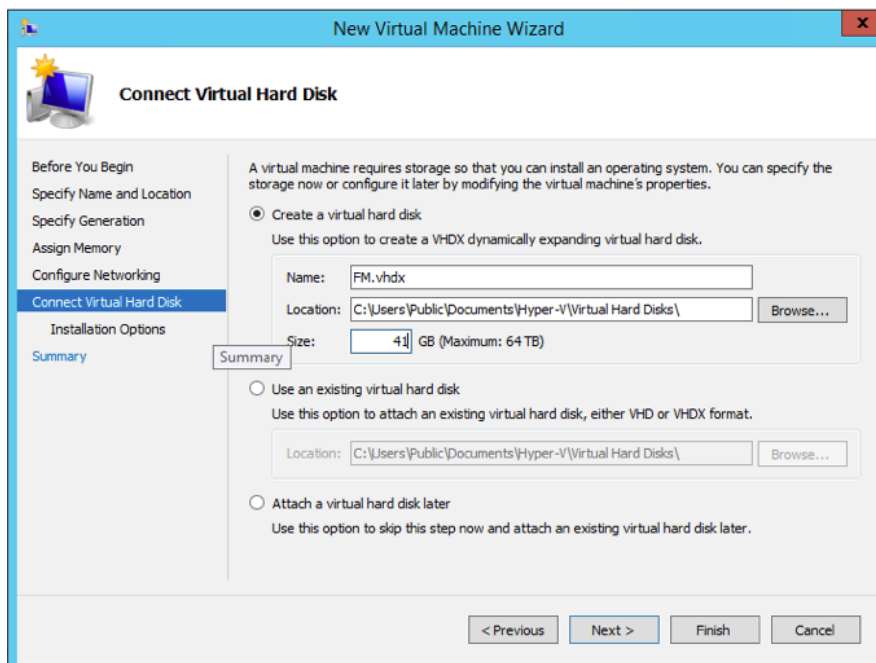 New Virtual Machine Wizard
x
Connect Virtual Hard Disk
Before You Begin
Specify Name and Location
Specify Generation
Assign Memory
Configure Networking
Connect Virtual Hard Disk
Installation Options
Summary
Summary
A virtual machine requires storage so that you can install an operating system. You can specify the
storage now or configure it later by modifying the virtual machine's properties.
Create a virtual hard disk
Use this option to create a VHDX dynamically expanding virtual hard disk.
Name: FM.vhdx
Location: C:\Users\Public\Documents\Hyper-V\Virtual Hard Disks\ Browse...
Size: 41 GB (Maximum: 64 TB)
Use an existing virtual hard disk
Use this option to attach an existing virtual hard disk, either VHD or VHDX format.
Location: C:\Users\Public\Documents\Hyper-V\Virtual Hard Disks\ Browse...
Attach a virtual hard disk later
Use this option to skip this step now and attach an existing virtual hard disk later.
< Previous Next > Finish Cancel